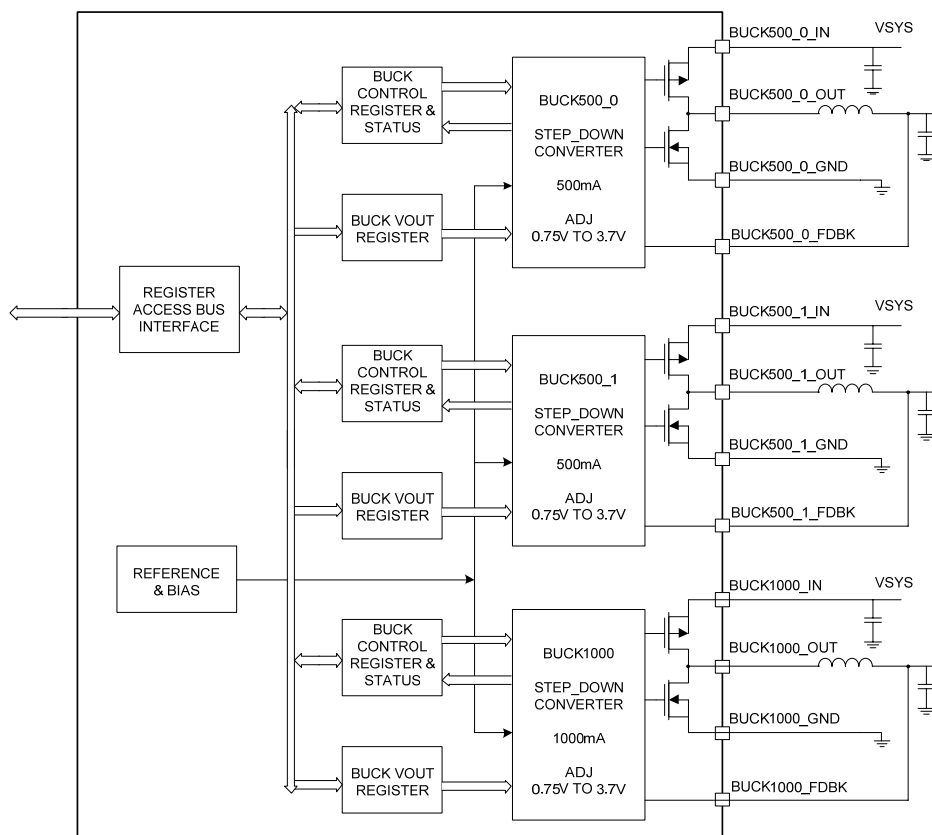 BUCK500_0_IN
VSYS
BUCK
CONTROL
REGISTER &
STATUS
BUCK500_0
STEP_DOWN
CONVERTER
500mA
ADJ
0.75V TO 3.7V
BUCK500_0_OUT
BUCK500_0_GND
BUCK VOUT
REGISTER
BUCK500_0_FDBK
REGISTER
ACCESS BUS
INTERFACE
BUCK500_1_IN
VSYS
BUCK
CONTROL
REGISTER &
STATUS
BUCK500_1
STEP_DOWN
CONVERTER
500mA
ADJ
0.75V TO 3.7V
BUCK500_1_OUT
BUCK500_1_GND
BUCK VOUT
REGISTER
BUCK500_1_FDBK
REFERENCE
& BIAS
BUCK1000_IN
VSYS
BUCK
CONTROL
REGISTER &
STATUS
BUCK1000
STEP_DOWN
CONVERTER
1000mA
ADJ
0.75V TO 3.7V
BUCK1000_OUT
BUCK1000_GND
BUCK VOUT
REGISTER
BUCK1000_FDBK